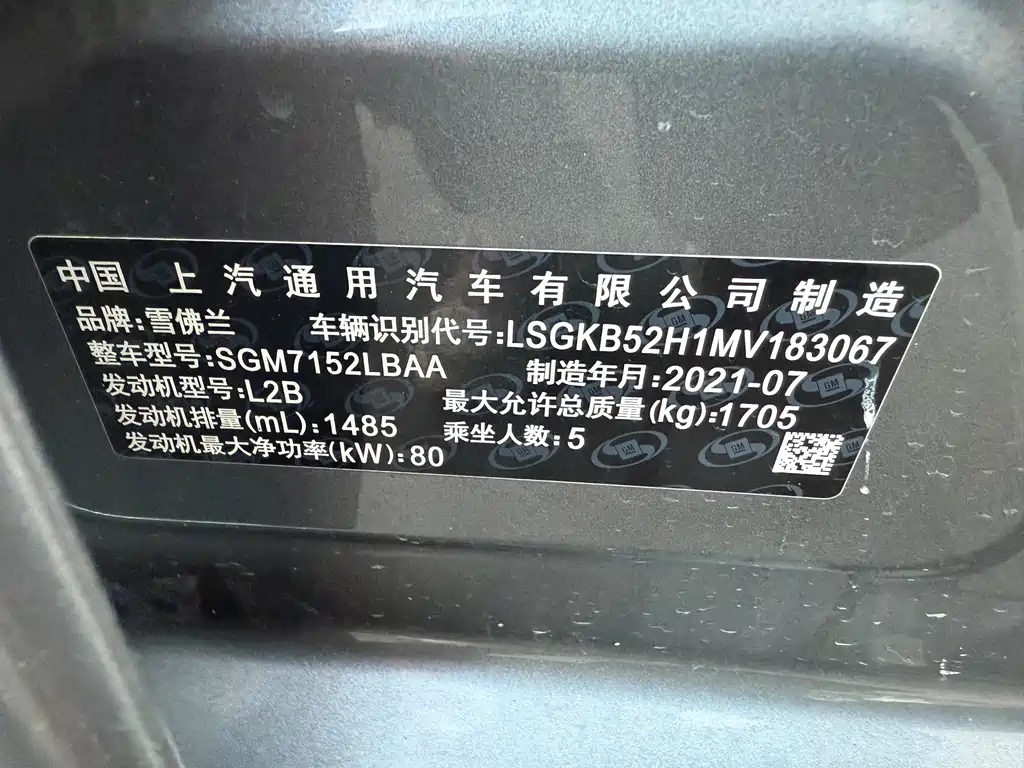 中国 上汽通用汽车有限公司制造
品牌:雪佛兰 车辆识别代号:LSGKB52H1MV183067
整车型号:SGM7152LBAA 制造年月:2021-07
发动机型号:L2B 最大允许总质量(kg):1705
发动机排量(mL):1485 乘坐人数:5
发动机最大净功率(kW):80